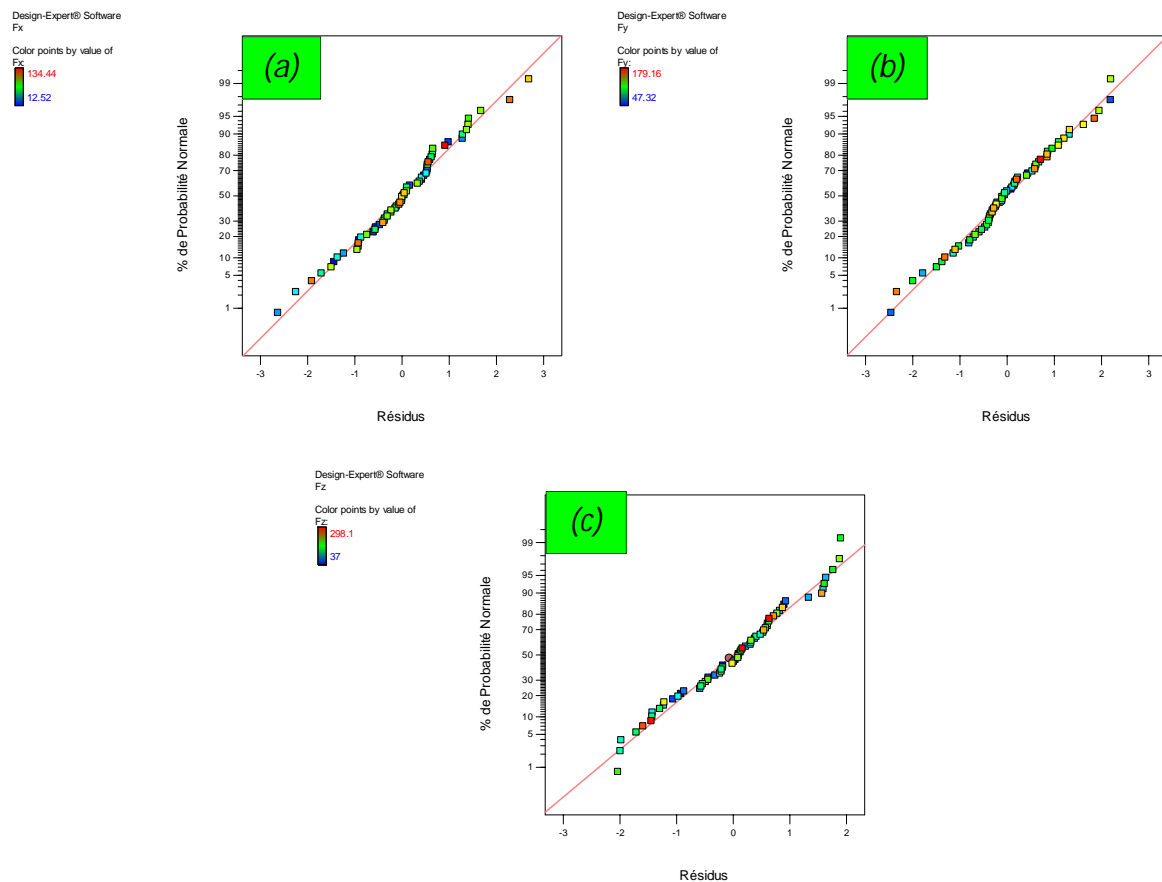 Design-Expert® Software
Fx
Color points by value of
Fx:
134.44
12.52
(a)
% de Probabilité Normale
99
95
90
80
70
50
30
20
10
5
1
-3 -2 -1 0 1 2 3
Résidus
Design-Expert® Software
Fy
Color points by value of
Fy:
179.16
47.32
(b)
% de Probabilité Normale
99
95
90
80
70
50
30
20
10
5
1
-3 -2 -1 0 1 2 3
Résidus
Design-Expert® Software
Fz
Color points by value of
Fz:
298.1
37
(c)
% de Probabilité Normale
99
95
90
80
70
50
30
20
10
5
1
-3 -2 -1 0 1 2
Résidus